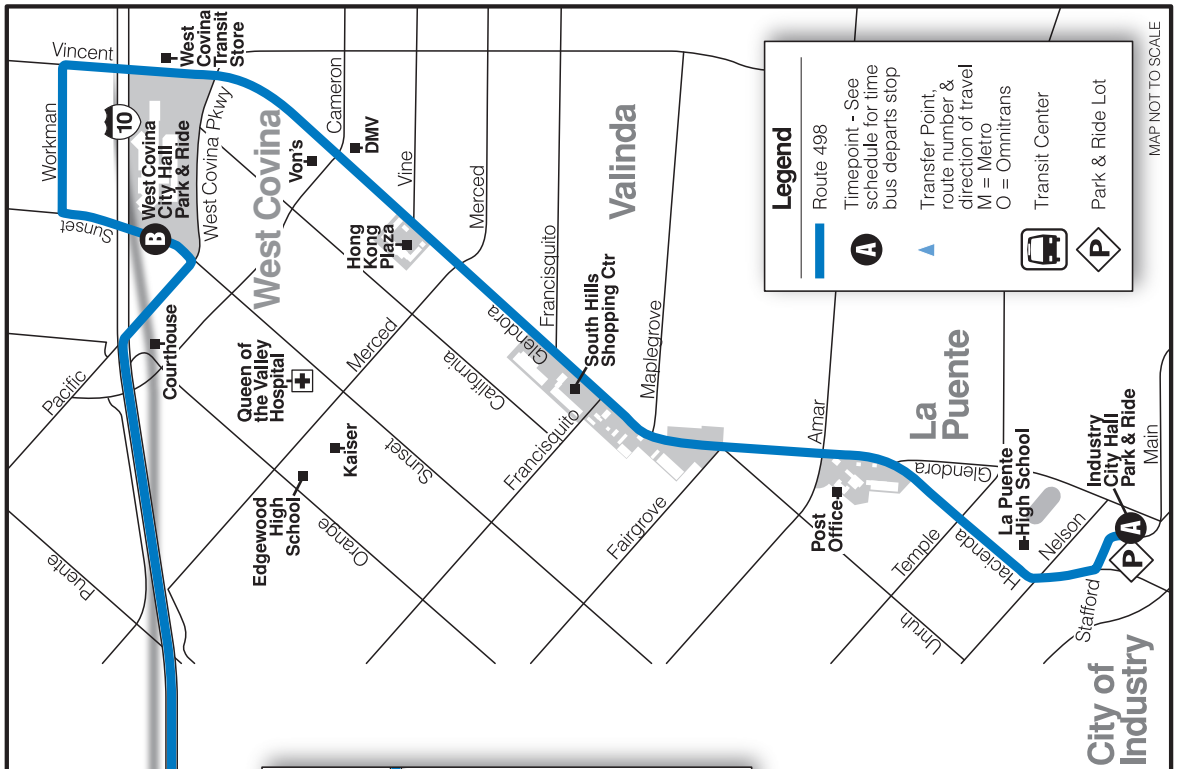 Vincent
West
Covina
Transit
Store
Workman
10
Sunset
B
West Covina
City Hall
Park & Ride
West Covina Pkwy
West Covina
Cameron
Von's
DMV
Vine
Merced
Hong
Kong
Plaza
Valinda
Courthouse
Pacific
Queen of
the Valley
Hospital
Merced
California
Glendora
Francisquito
South Hills
Shopping Ctr
Maplegrove
Kaiser
Sunset
Francisquito
Edgewood
High
School
Orange
Puente
Fairgrove
Amar
La
Puente
Post
Office
Glendora
Temple
Hacienda
La Puente
High School
Nelson
Industry
City Hall
Park & Ride
Main
A
P
Unruh
Stafford
City of
Industry
Legend
Route 498
A
Timepoint - See
schedule for time
bus departs stop
Transfer Point,
route number &
direction of travel
M = Metro
O = Omnitrans
Transit Center
P
Park & Ride Lot
MAP NOT TO SCALE